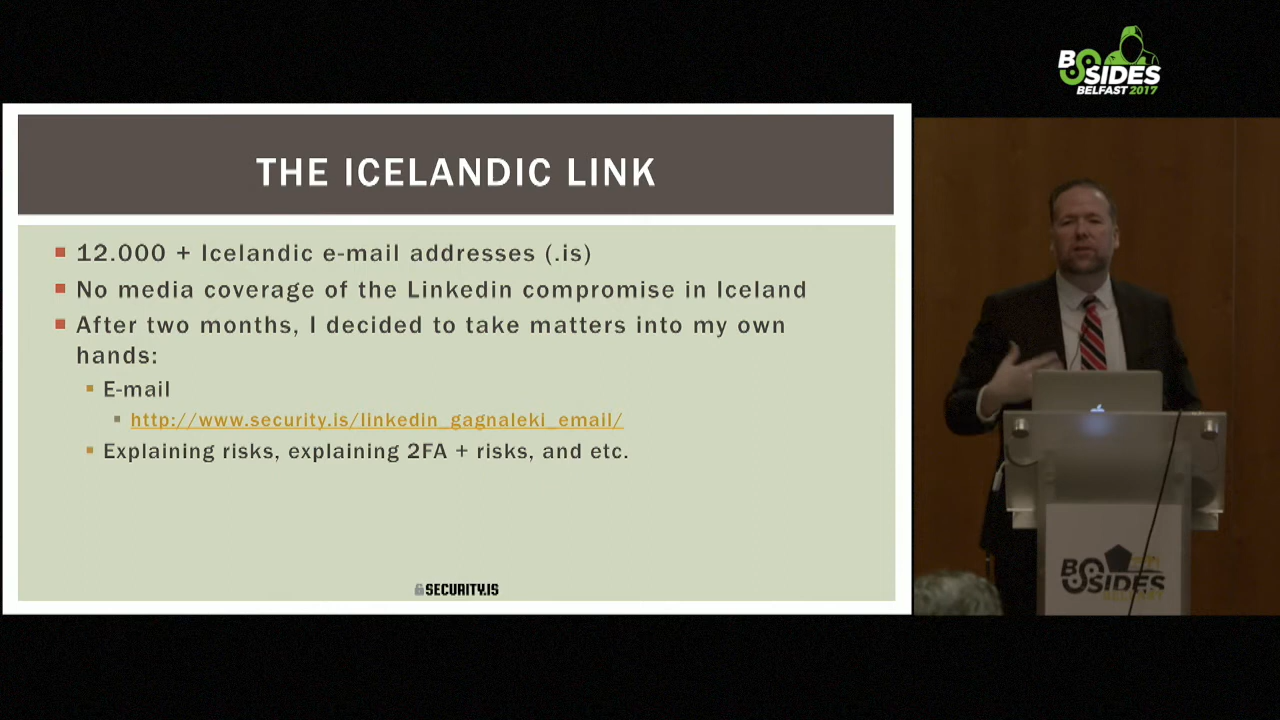 BSIDES
BELFAST 2017
THE ICELANDIC LINK
12.000 + Icelandic e-mail addresses (.is)
No media coverage of the Linkedin compromise in Iceland
After two months, I decided to take matters into my own
hands:
E-mail
http://www.security.is/linkedin_gagnaleki_email/
Explaining risks, explaining 2FA + risks, and etc.
SECURITY.IS
BSIDES
BELFAST